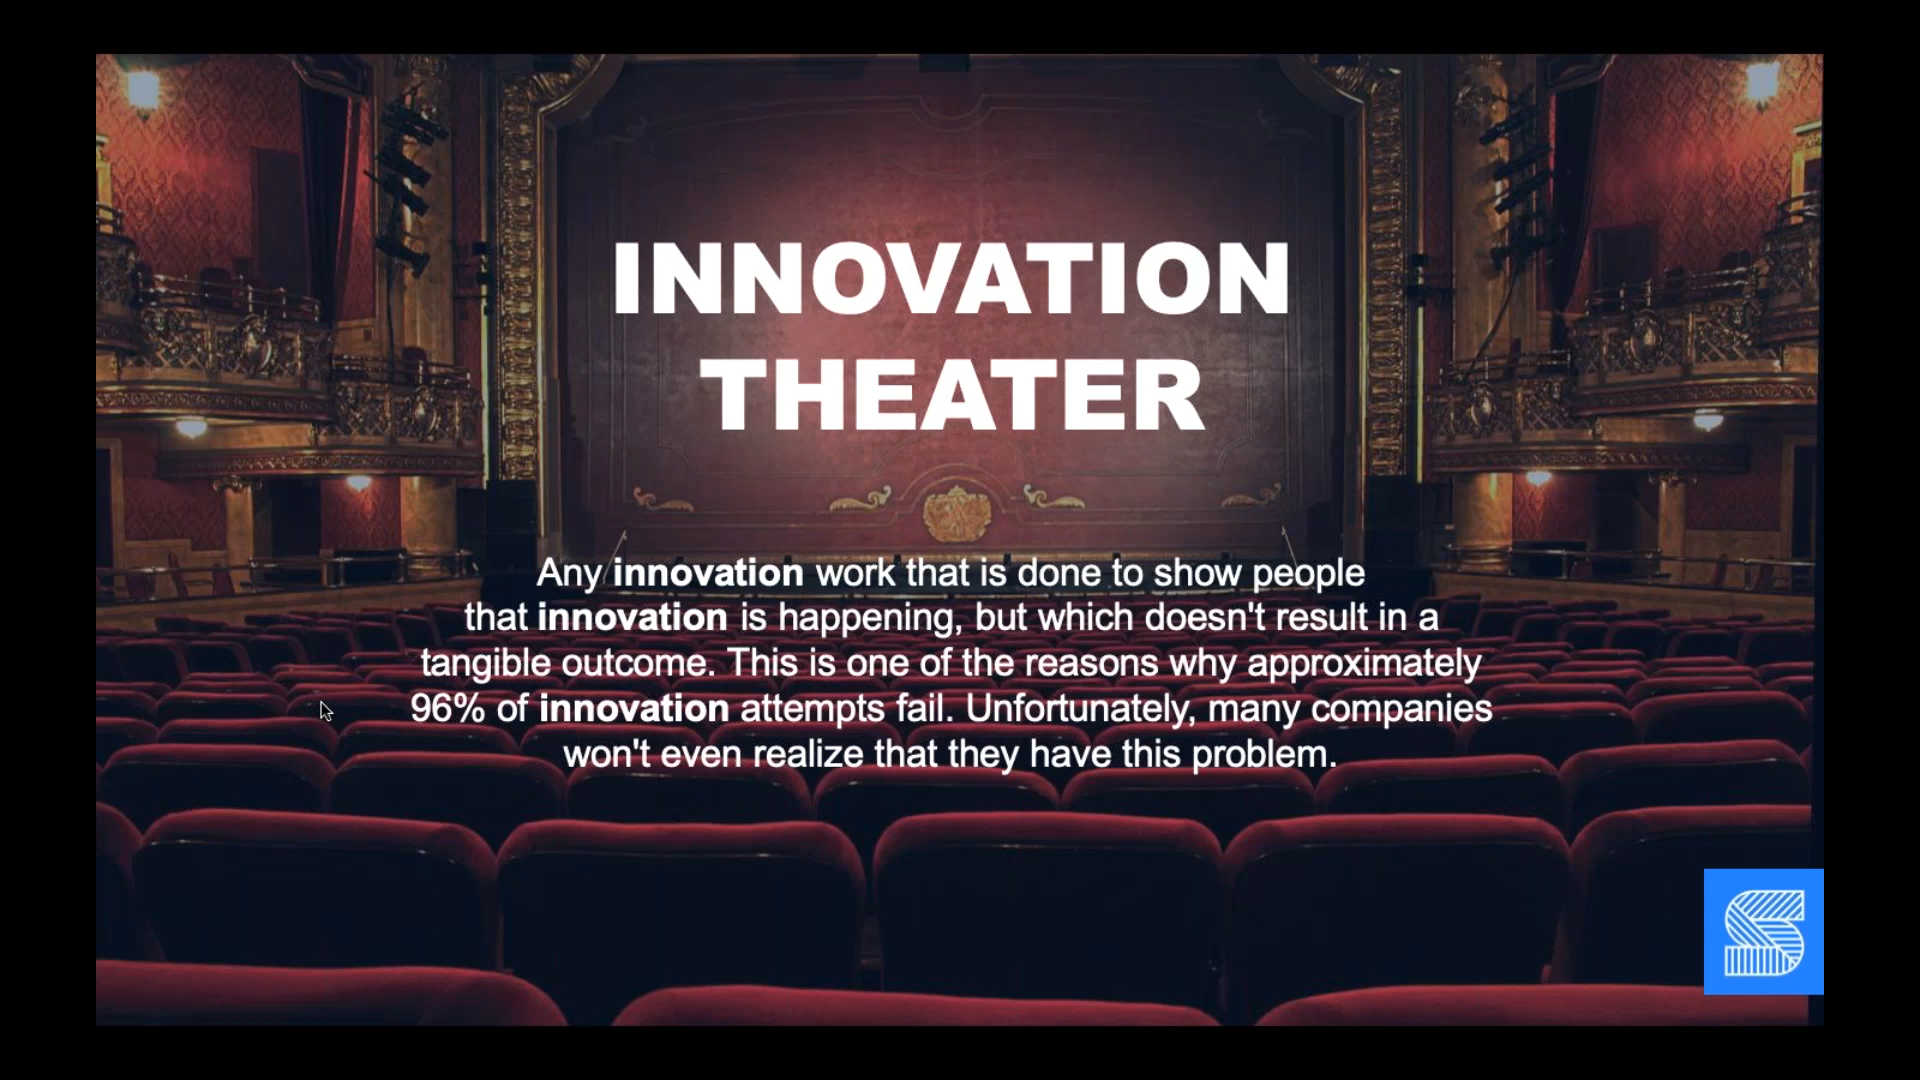 INNOVATION
THEATER
Any innovation work that is done to show people
that innovation is happening, but which doesn't result in a
tangible outcome. This is one of the reasons why approximately
96% of innovation attempts fail. Unfortunately, many companies
won't even realize that they have this problem.
S